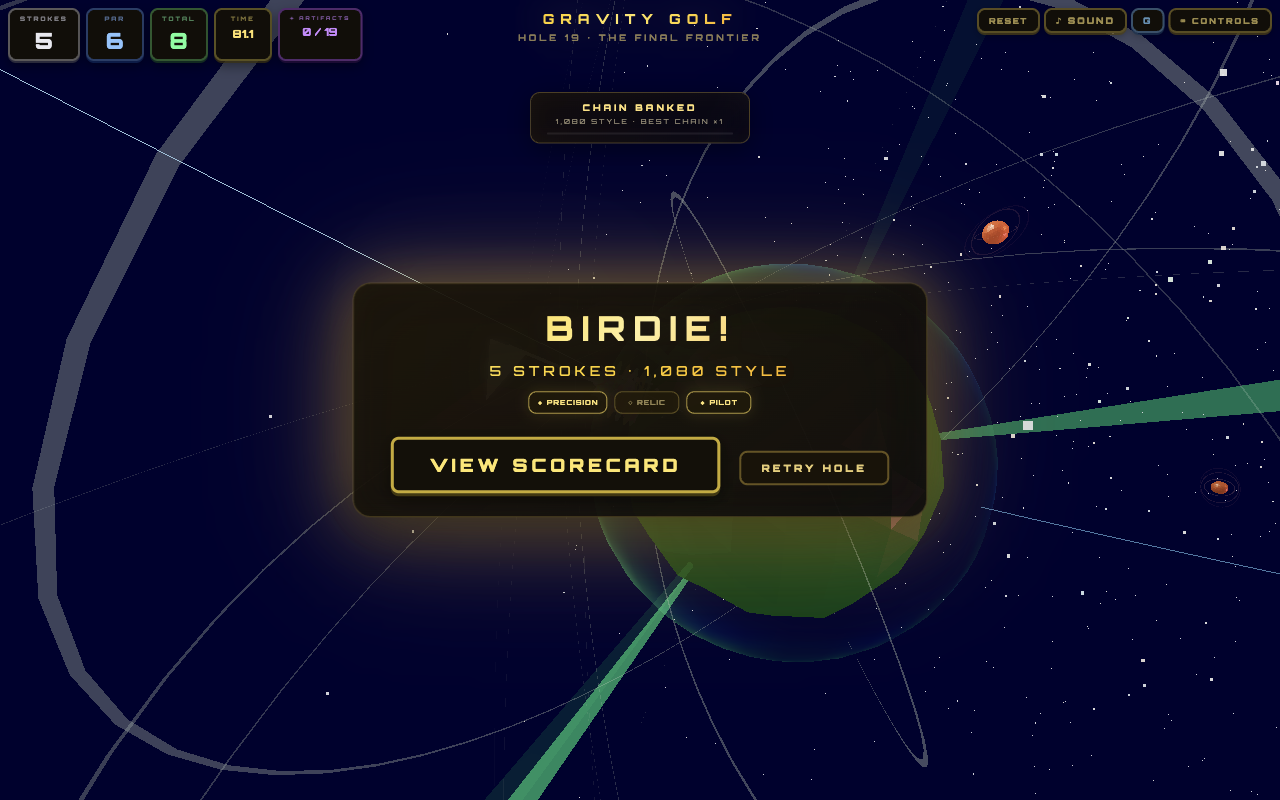 STROKES
5
PAR
6
TOTAL
8
TIME
81.1
ARTIFACTS
0 / 19
GRAVITY GOLF
HOLE 19 · THE FINAL FRONTIER
RESET
♪ SOUND
G
CONTROLS
CHAIN BANKED
1,080 STYLE · BEST CHAIN ×1
BIRDIE!
5 STROKES · 1,080 STYLE
◆ PRECISION
◇ RELIC
◆ PILOT
VIEW SCORECARD
RETRY HOLE